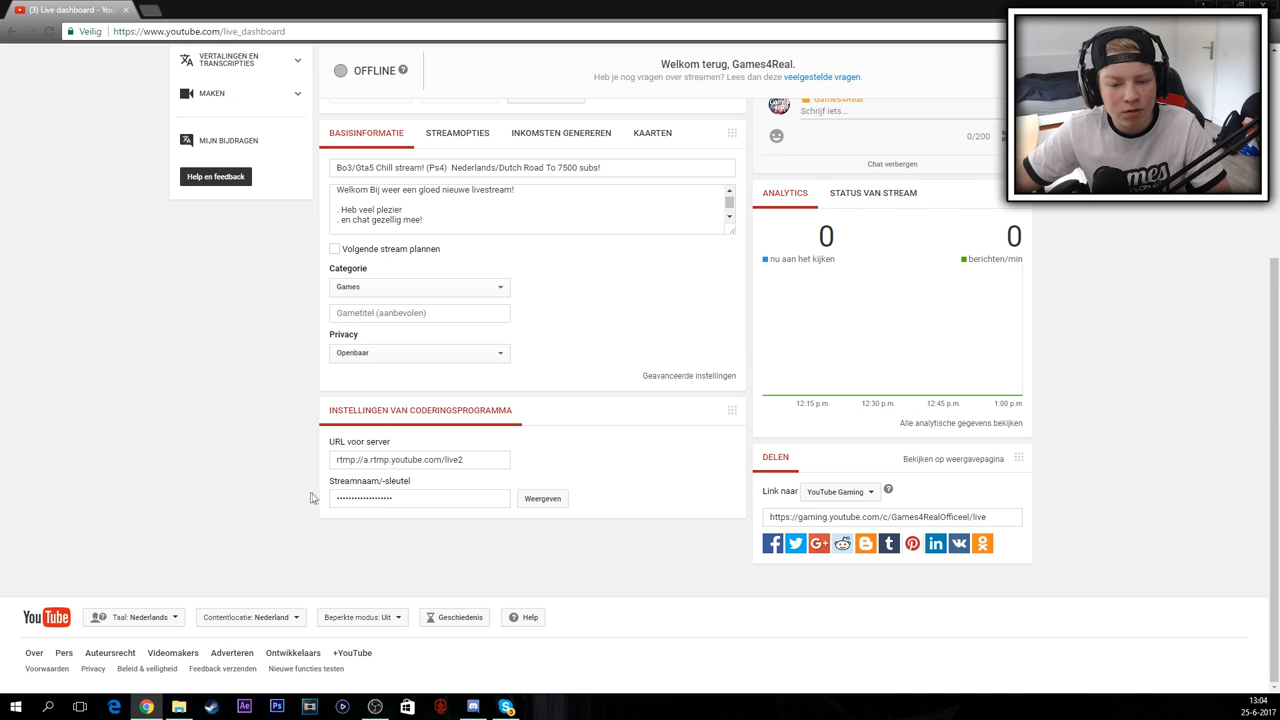 (3) Live dashboard - You
Veilig
https://www.youtube.com/live_dashboard
VERTALINGEN EN
TRANSCRIPTIES
MAKEN
MIJN BIJDRAGEN
Help en feedback
OFFLINE ?
Welkom terug, Games4Real.
Heb je nog vragen over streamen? Lees dan deze veelgestelde vragen.
BASISINFORMATIE STREAMOPTIES INKOMSTEN GENEREREN KAARTEN
Bo3/Gta5 Chill stream! (Ps4) Nederlands/Dutch Road To 7500 subs!
Welkom Bij weer een gloed nieuwe livestream!
. Heb veel plezier
. en chat gezellig mee!
Volgende stream plannen
Categorie
Games
Gametitel (aanbevolen)
Privacy
Openbaar
Geavanceerde instellingen
INSTELLINGEN VAN CODERINGSPROGRAMMA
URL voor server
rtmp://a.rtmp.youtube.com/live2
Streamnaam/-sleutel
•••••••••••••••••••
Weergeven
Games4Real
Schrijf iets...
0/200
Chat verbergen
ANALYTICS STATUS VAN STREAM
0 0
nu aan het kijken berichten/min
12:15 p.m. 12:30 p.m. 12:45 p.m. 1:00 p.m
Alle analytische gegevens bekijken
DELEN Bekijken op weergavepagina
Link naar YouTube Gaming ?
https://gaming.youtube.com/c/Games4RealOfficeel/live
YouTube Taal: Nederlands Contentlocatie: Nederland Beperkte modus: Uit Geschiedenis Help
Over Pers Auteursrecht Videomakers Adverteren Ontwikkelaars +YouTube
Voorwaarden Privacy Beleid & veiligheid Feedback verzenden Nieuwe functies testen
13:04
25-6-2017